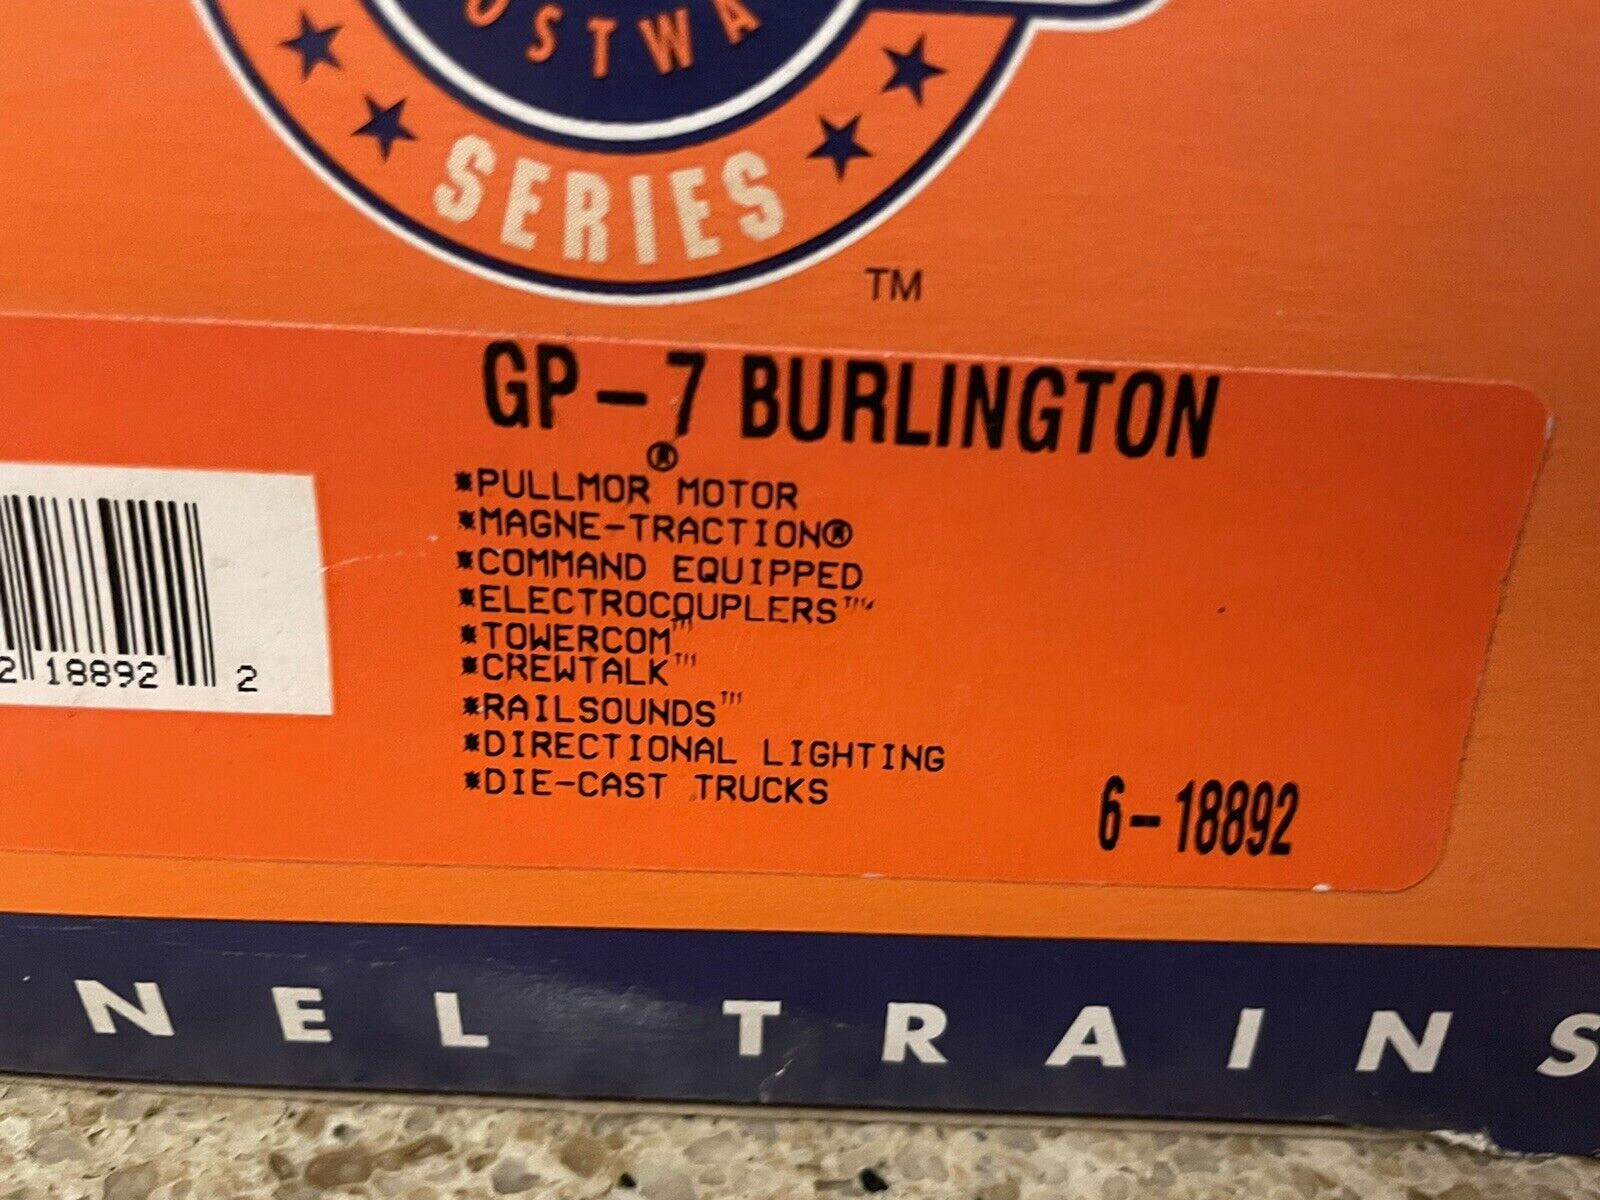 OSTWA
SERIES
TM
GP-7 BURLINGTON
*PULLMOR® MOTOR
*MAGNE-TRACTION®
*COMMAND EQUIPPED
*ELECTROCOUPLERS™
*TOWERCOM™
*CREWTALK™
*RAILSOUNDS™
*DIRECTIONAL LIGHTING
*DIE-CAST TRUCKS
2 18892 2
6-18892
NEL TRAINS